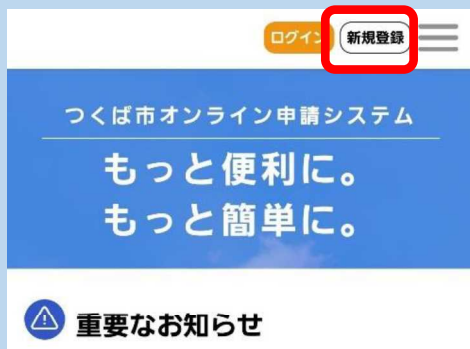 ログイン 新規登録
つくば市オンライン申請システム
もっと便利に。
もっと簡単に。
重要なお知らせ